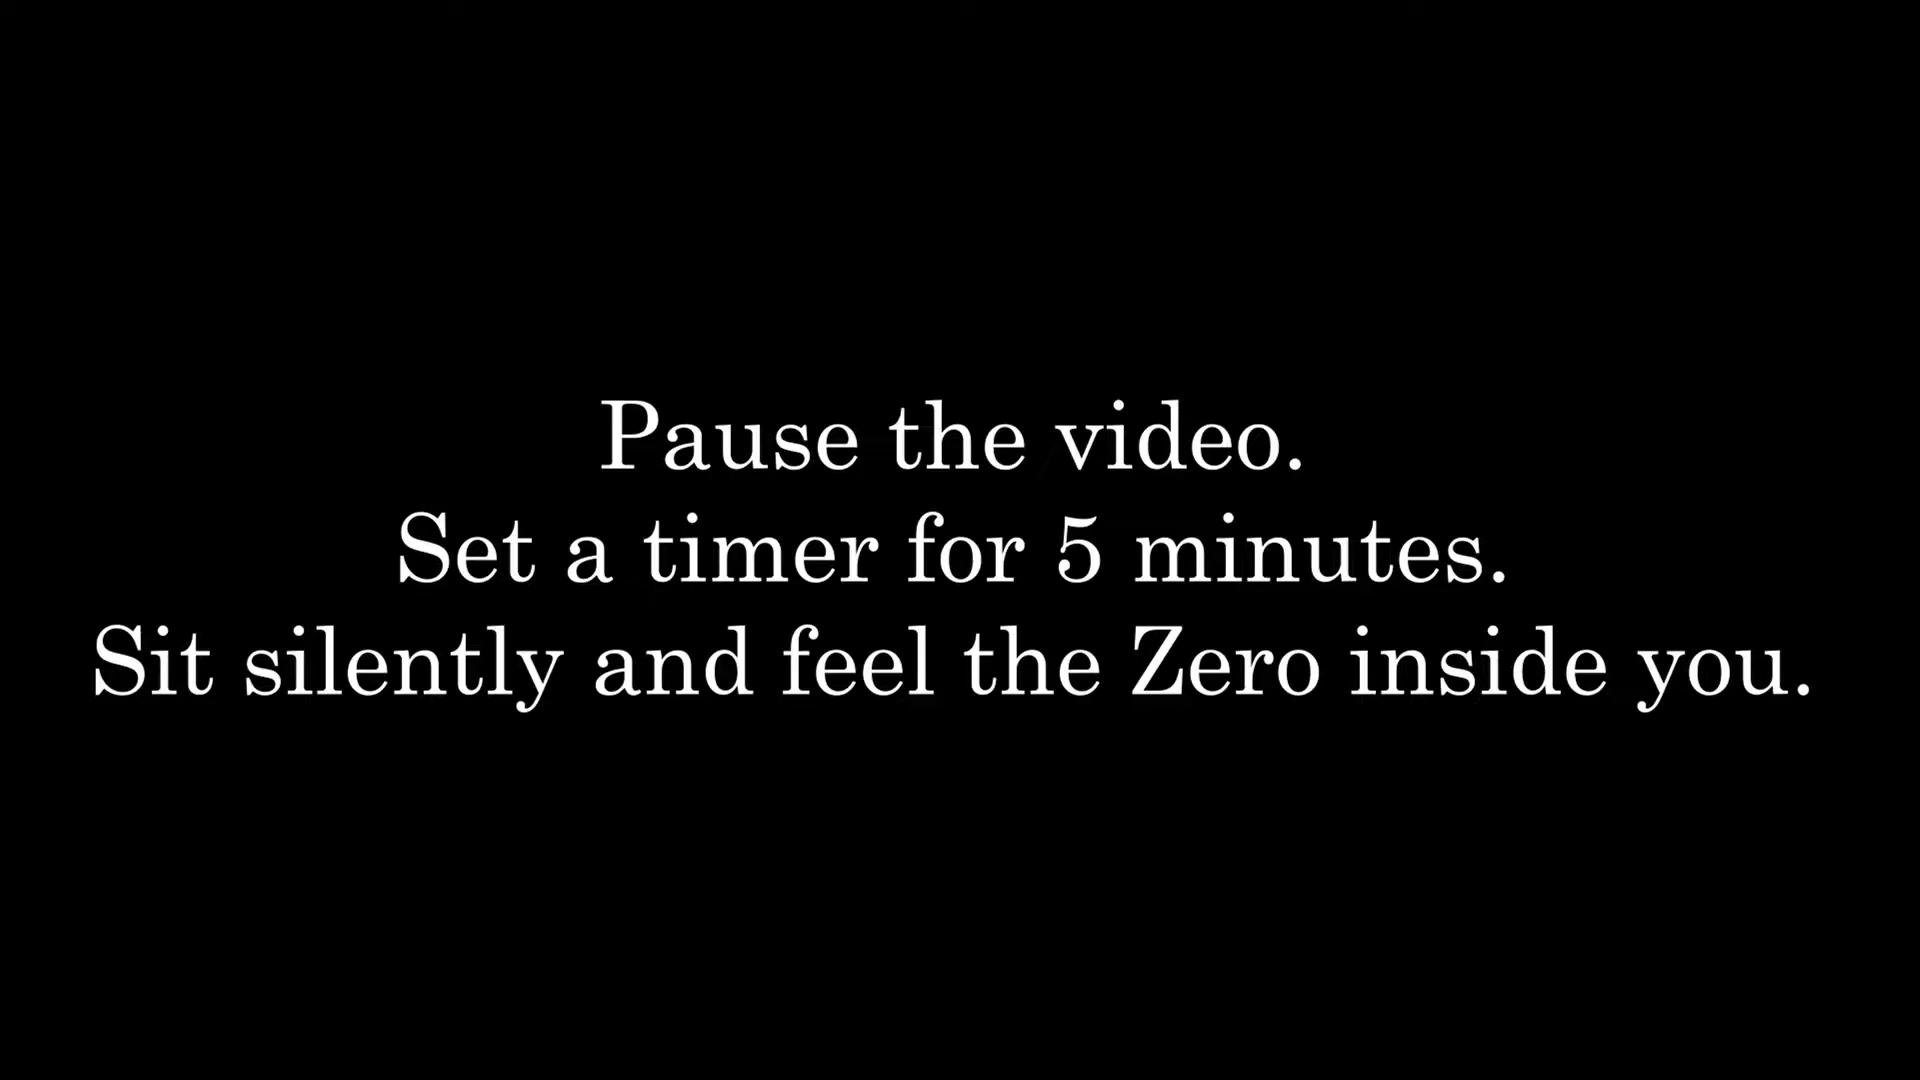 Pause the video.
Set a timer for 5 minutes.
Sit silently and feel the Zero inside you.